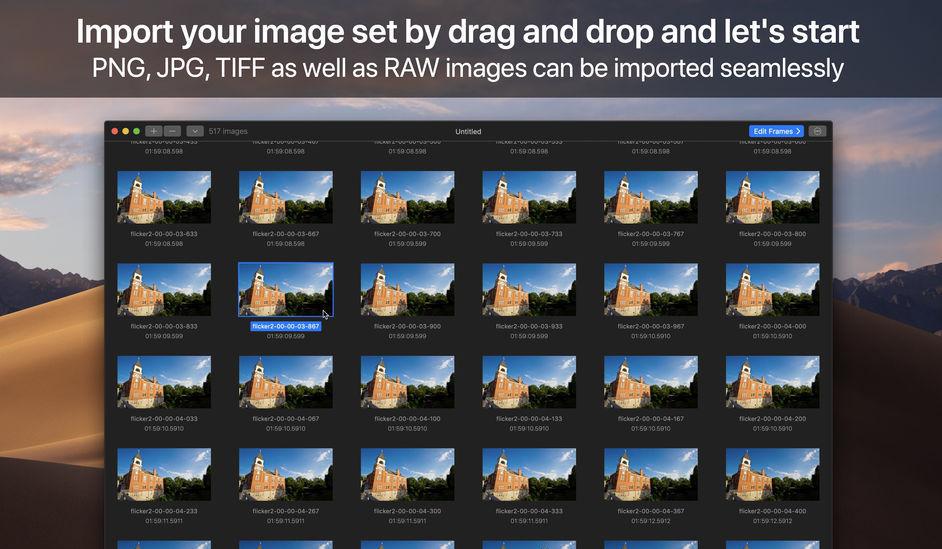 Import your image set by drag and drop and let's start
PNG, JPG, TIFF as well as RAW images can be imported seamlessly
517 images
Untitled
Edit Frames
01:59:08.598 01:59:08.598 01:59:08.598 01:59:08.598 01:59:08.598 01:59:08.598
flicker2-00-00-03-633 flicker2-00-00-03-667 flicker2-00-00-03-700 flicker2-00-00-03-733 flicker2-00-00-03-767 flicker2-00-00-03-800
01:59:08.598 01:59:08.598 01:59:09.599 01:59:09.599 01:59:09.599 01:59:09.599
flicker2-00-00-03-833 flicker2-00-00-03-867 flicker2-00-00-03-900 flicker2-00-00-03-933 flicker2-00-00-03-967 flicker2-00-00-04-000
01:59:09.599 01:59:09.599 01:59:09.599 01:59:09.599 01:59:10.5910 01:59:10.5910
flicker2-00-00-04-033 flicker2-00-00-04-067 flicker2-00-00-04-100 flicker2-00-00-04-133 flicker2-00-00-04-167 flicker2-00-00-04-200
01:59:10.5910 01:59:10.5910 01:59:10.5910 01:59:10.5910 01:59:10.5910 01:59:10.5910
flicker2-00-00-04-233 flicker2-00-00-04-267 flicker2-00-00-04-300 flicker2-00-00-04-333 flicker2-00-00-04-367 flicker2-00-00-04-400
01:59:11.5911 01:59:11.5911 01:59:11.5911 01:59:11.5911 01:59:12.5912 01:59:12.5912